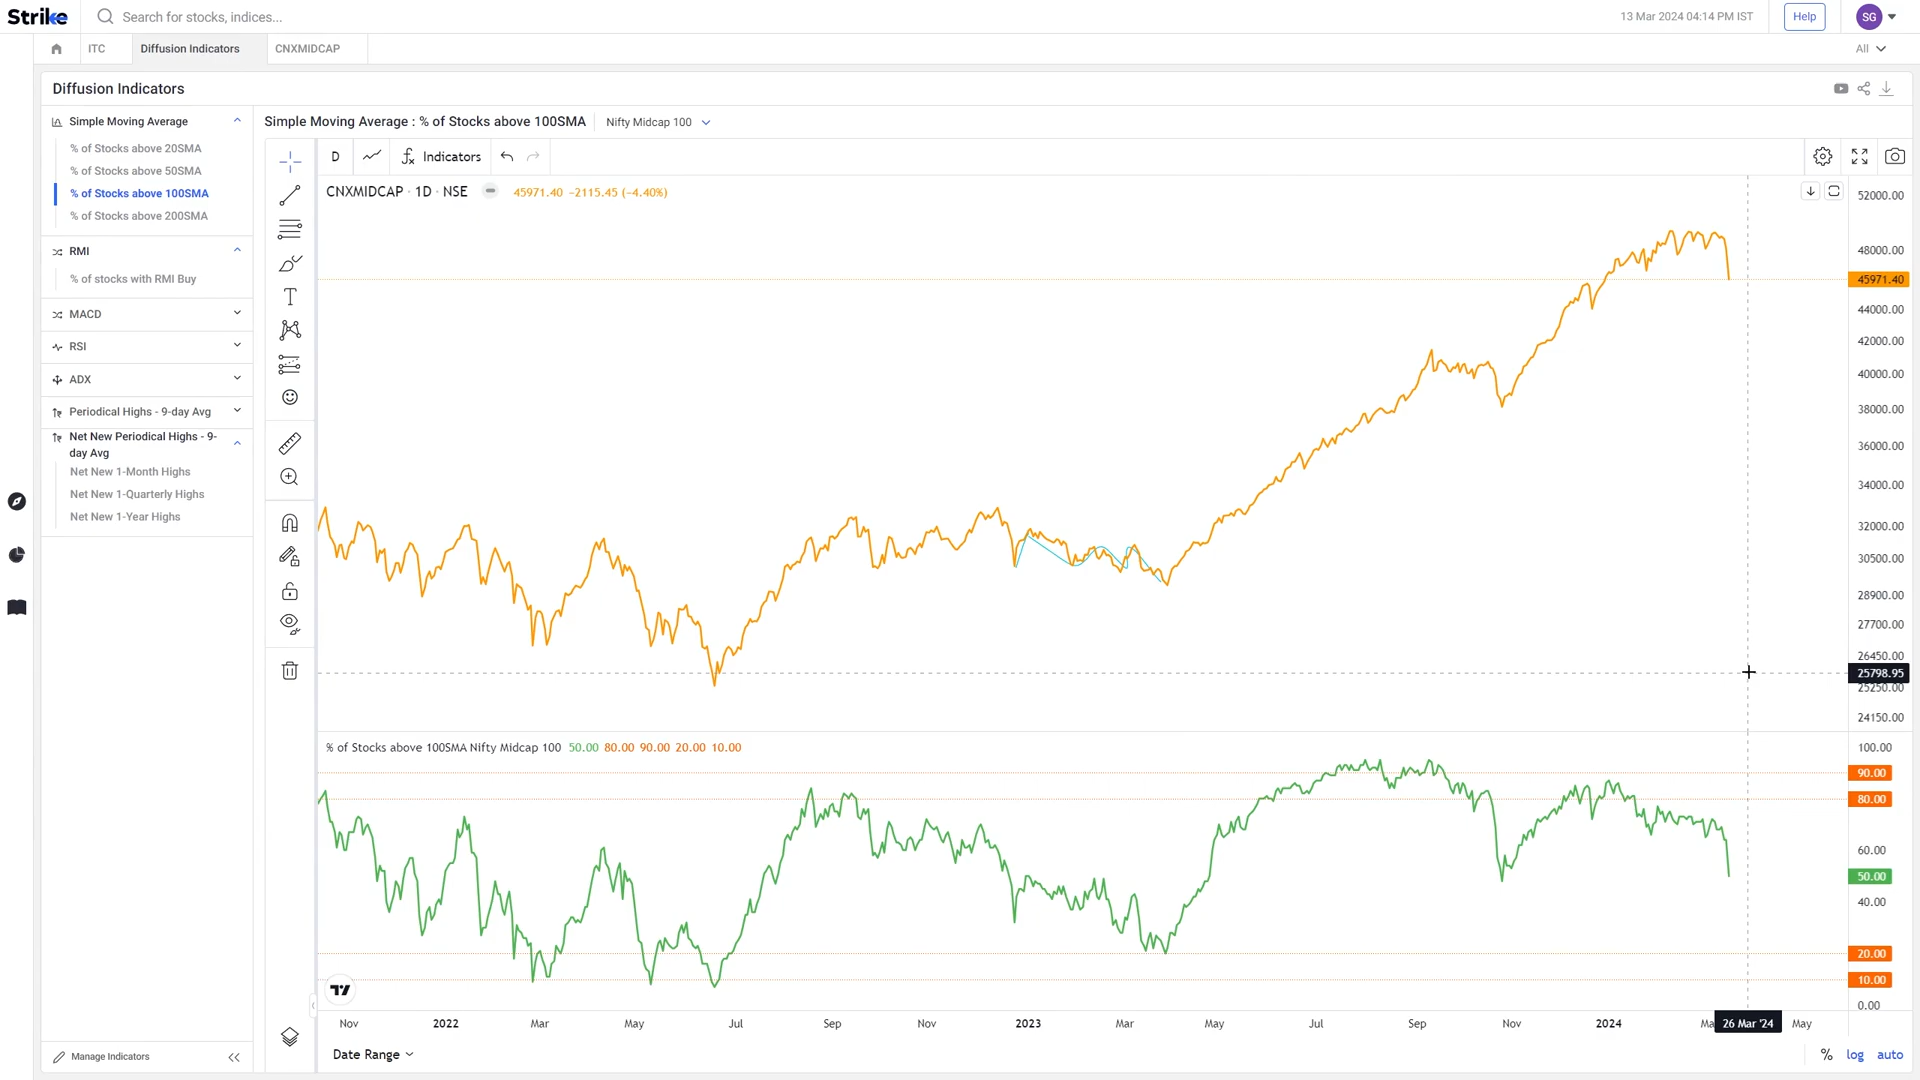 Strike
Search for stocks, indices...
13 Mar 2024 04:14 PM IST
Help
SG
ITC
Diffusion Indicators
CNXMIDCAP
All
Diffusion Indicators
Simple Moving Average
% of Stocks above 20SMA
% of Stocks above 50SMA
% of Stocks above 100SMA
% of Stocks above 200SMA
RMI
% of stocks with RMI Buy
MACD
RSI
ADX
Periodical Highs - 9-day Avg
Net New Periodical Highs - 9-
day Avg
Net New 1-Month Highs
Net New 1-Quarterly Highs
Net New 1-Year Highs
Manage Indicators
Simple Moving Average : % of Stocks above 100SMA
Nifty Midcap 100
D
Indicators
CNXMIDCAP · 1D · NSE
45971.40 −2115.45 (−4.40%)
52000.00
48000.00
45971.40
44000.00
42000.00
40000.00
38000.00
36000.00
34000.00
32000.00
30500.00
28900.00
27700.00
26450.00
25798.95
25250.00
24150.00
% of Stocks above 100SMA Nifty Midcap 100 50.00 80.00 90.00 20.00 10.00
100.00
90.00
80.00
60.00
50.00
40.00
20.00
10.00
0.00
Nov 2022 Mar May Jul Sep Nov 2023 Mar May Jul Sep Nov 2024 Ma 26 Mar '24 May
Date Range
% log auto